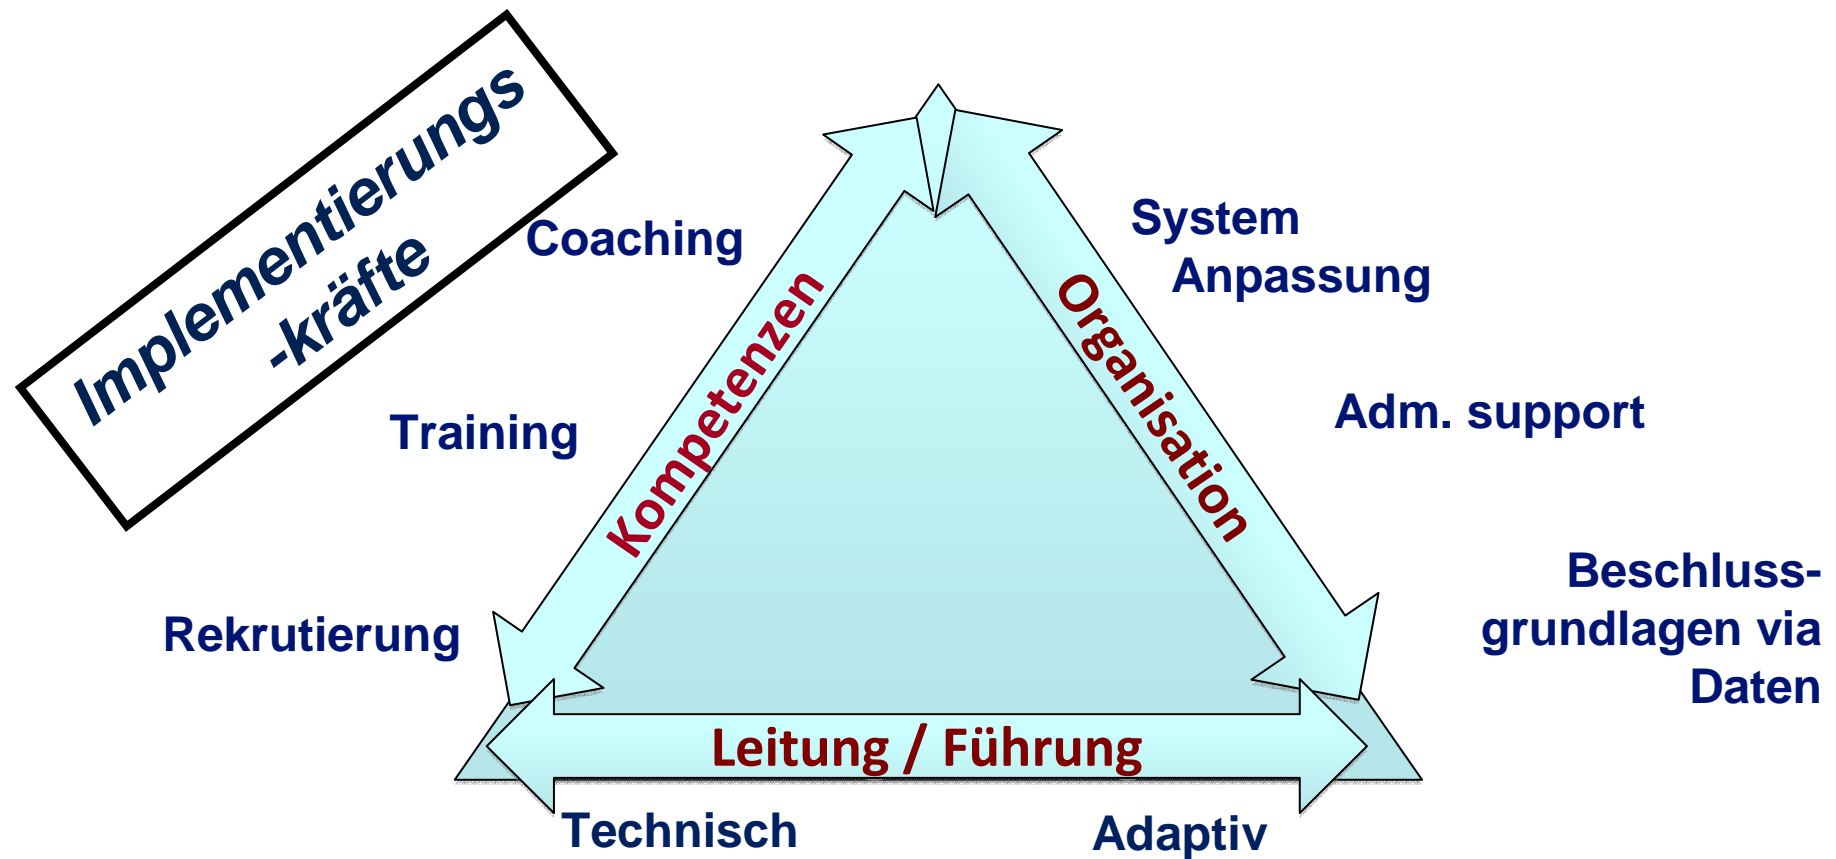 Implementierungs
-kräfte
Coaching
Training
Rekrutierung
Kompetenzen
Organisation
System
Anpassung
Adm. support
Beschluss-
grundlagen via
Daten
Leitung / Führung
Technisch
Adaptiv